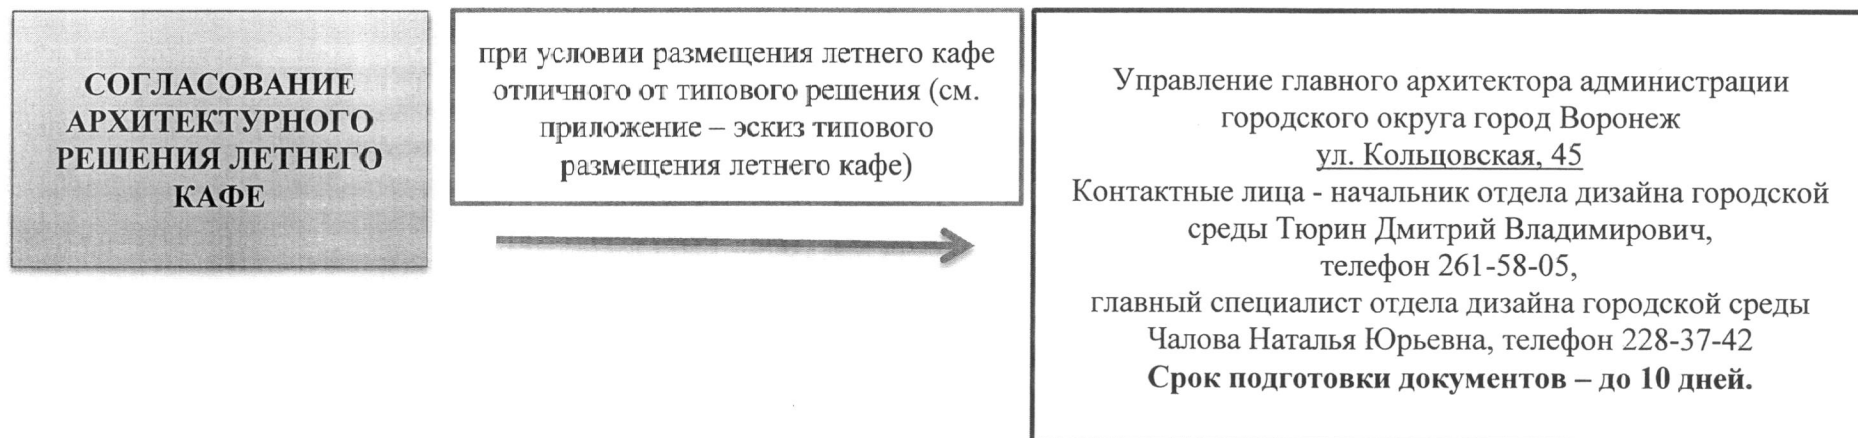 СОГЛАСОВАНИЕ
АРХИТЕКТУРНОГО
РЕШЕНИЯ ЛЕТНЕГО
КАФЕ
при условии размещения летнего кафе
отличного от типового решения (см.
приложение – эскиз типового
размещения летнего кафе)
Управление главного архитектора администрации
городского округа город Воронеж
ул. Кольцовская, 45
Контактные лица - начальник отдела дизайна городской
среды Тюрин Дмитрий Владимирович,
телефон 261-58-05,
главный специалист отдела дизайна городской среды
Чалова Наталья Юрьевна, телефон 228-37-42
Срок подготовки документов – до 10 дней.